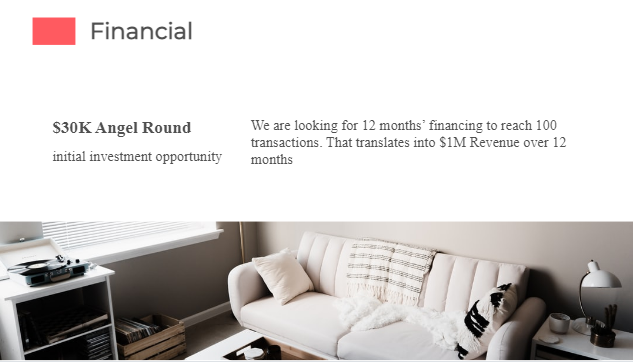 Financial
$30K Angel Round
initial investment opportunity
We are looking for 12 months’ financing to reach 100
transactions. That translates into $1M Revenue over 12
months